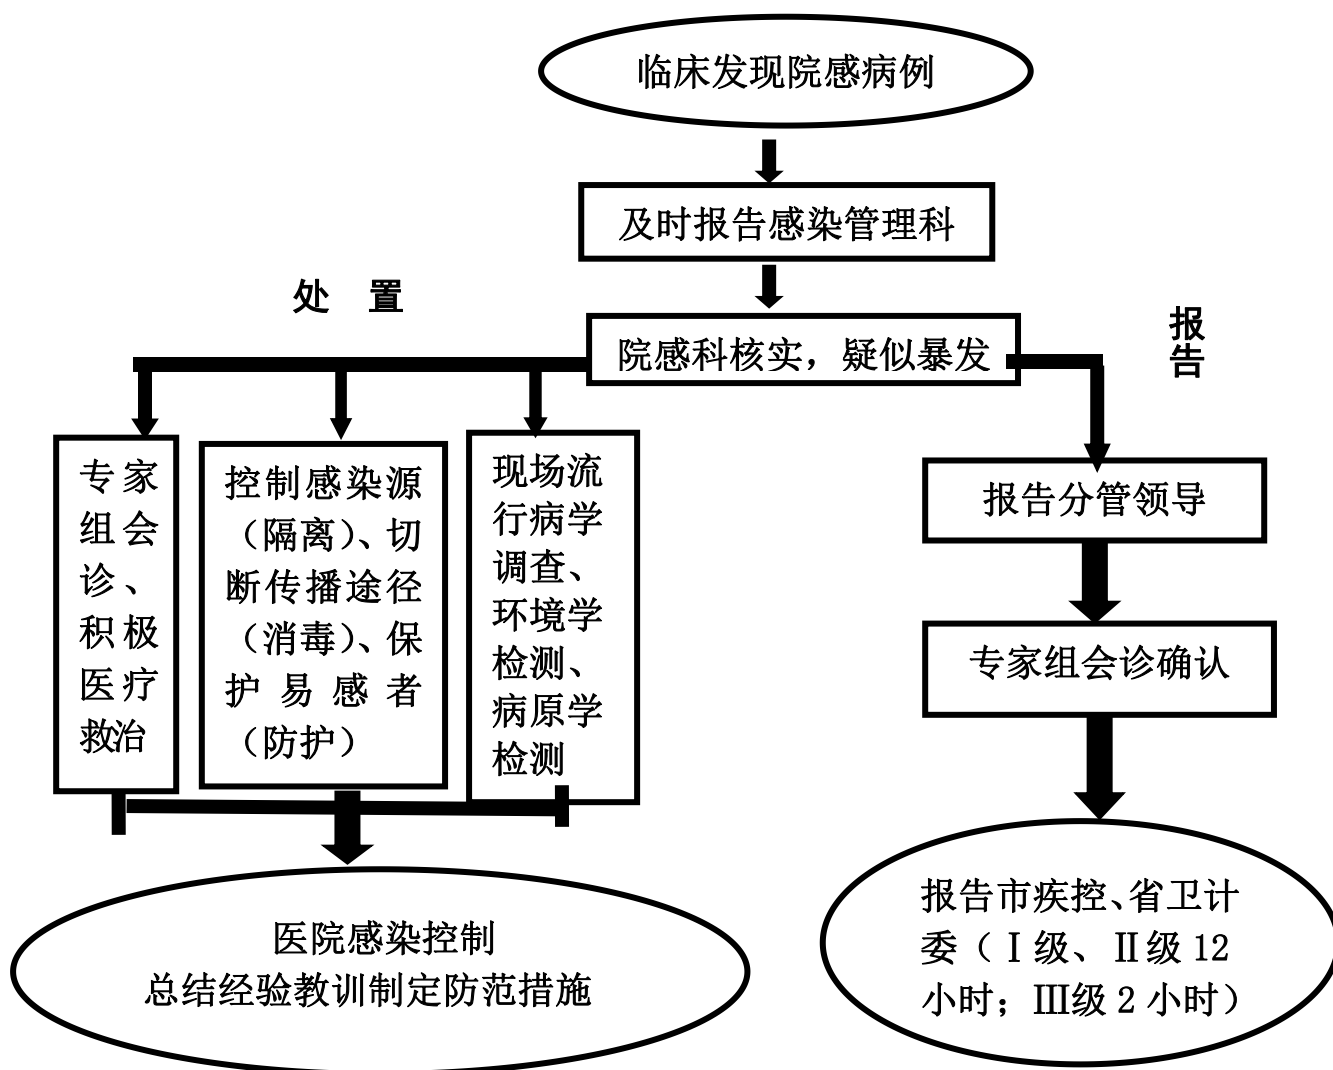 临床发现院感病例
及时报告感染管理科
处 置
报
告
院感科核实，疑似暴发
专家
组会
诊、
积极
医疗
救治
控制感染源
（隔离）、切
断传播途径
（消毒）、保
护易感者
（防护）
现场流
行病学
调查、
环境学
检测、
病原学
检测
报告分管领导
专家组会诊确认
医院感染控制
总结经验教训制定防范措施
报告市疾控、省卫计
委（Ⅰ级、Ⅱ级 12
小时；Ⅲ级 2 小时）